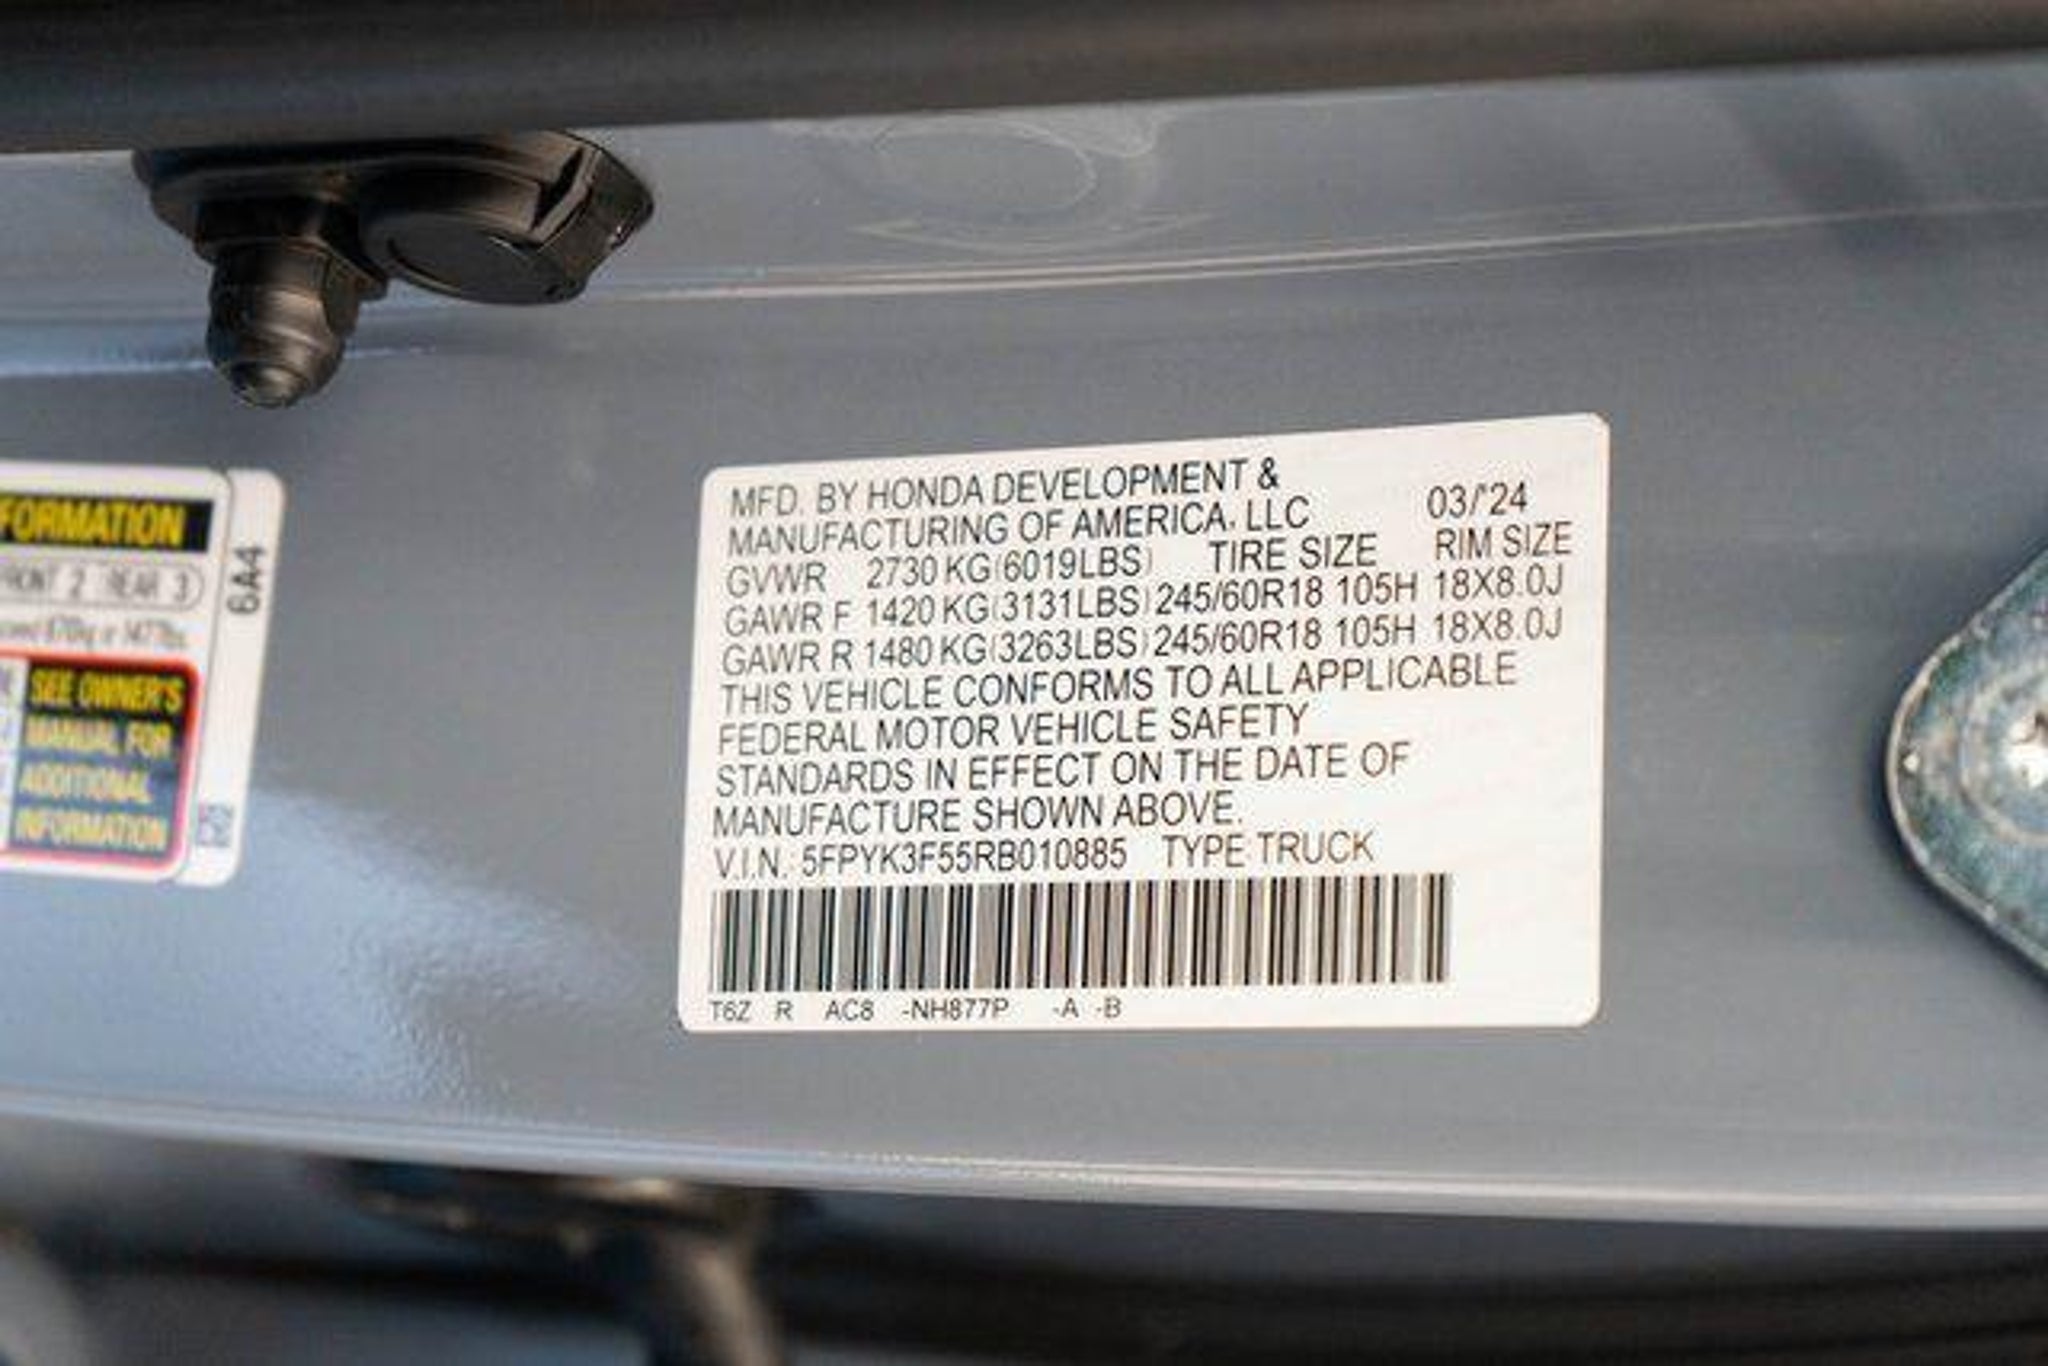 FORMATION
FRONT 2 REAR 3
SEE OWNER'S
MANUAL FOR
ADDITIONAL
INFORMATION
6A4
MFD. BY HONDA DEVELOPMENT &
MANUFACTURING OF AMERICA, LLC 03/'24
GVWR 2730 KG(6019LBS) TIRE SIZE RIM SIZE
GAWR F 1420 KG(3131LBS) 245/60R18 105H 18X8.0J
GAWR R 1480 KG(3263LBS) 245/60R18 105H 18X8.0J
THIS VEHICLE CONFORMS TO ALL APPLICABLE
FEDERAL MOTOR VEHICLE SAFETY
STANDARDS IN EFFECT ON THE DATE OF
MANUFACTURE SHOWN ABOVE.
V.I.N.: 5FPYK3F55RB010885 TYPE:TRUCK
T6Z R AC8 -NH877P -A -B